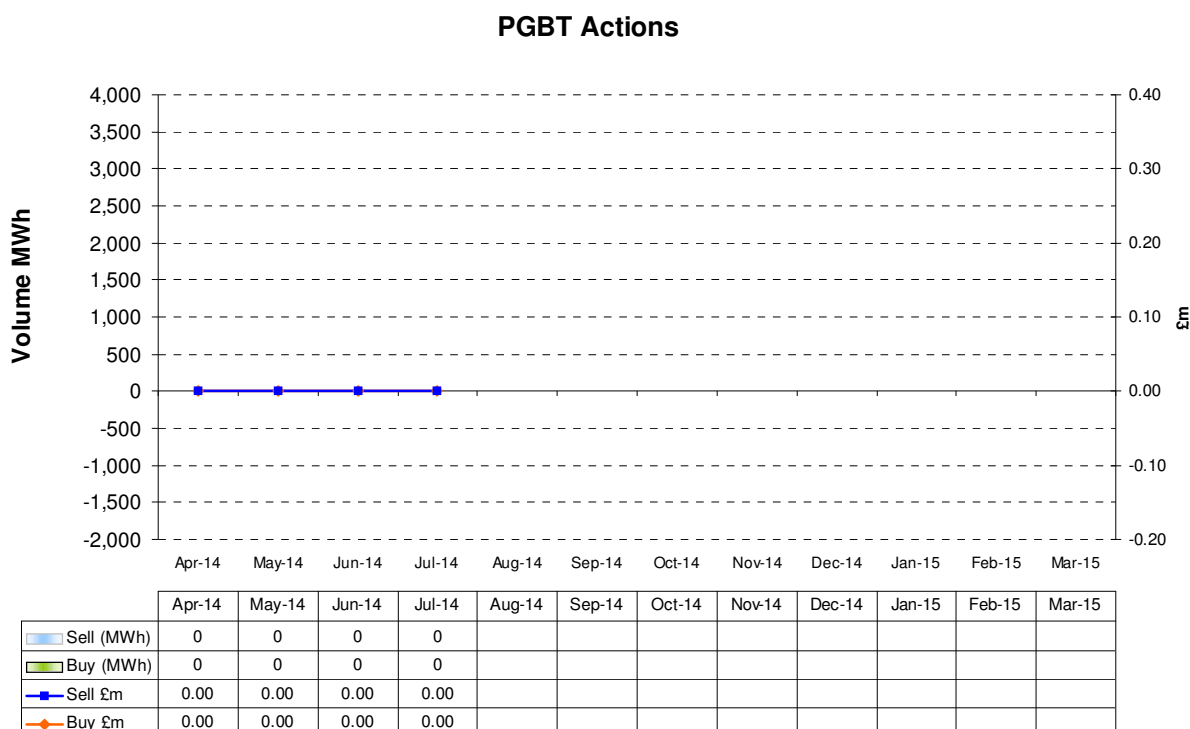 PGBT Actions
4,000 0.40
3,500
3,000 0.30
2,500
2,000 0.20
1,500
1,000 0.10
500
0 0.00
-500
-1,000 -0.10
-1,500
-2,000 -0.20
Volume MWh
£m
Apr-14 May-14 Jun-14 Jul-14 Aug-14 Sep-14 Oct-14 Nov-14 Dec-14 Jan-15 Feb-15 Mar-15
Apr-14 May-14 Jun-14 Jul-14 Aug-14 Sep-14 Oct-14 Nov-14 Dec-14 Jan-15 Feb-15 Mar-15
Sell (MWh) 0 0 0 0
Buy (MWh) 0 0 0 0
Sell £m 0.00 0.00 0.00 0.00
Buy £m 0.00 0.00 0.00 0.00